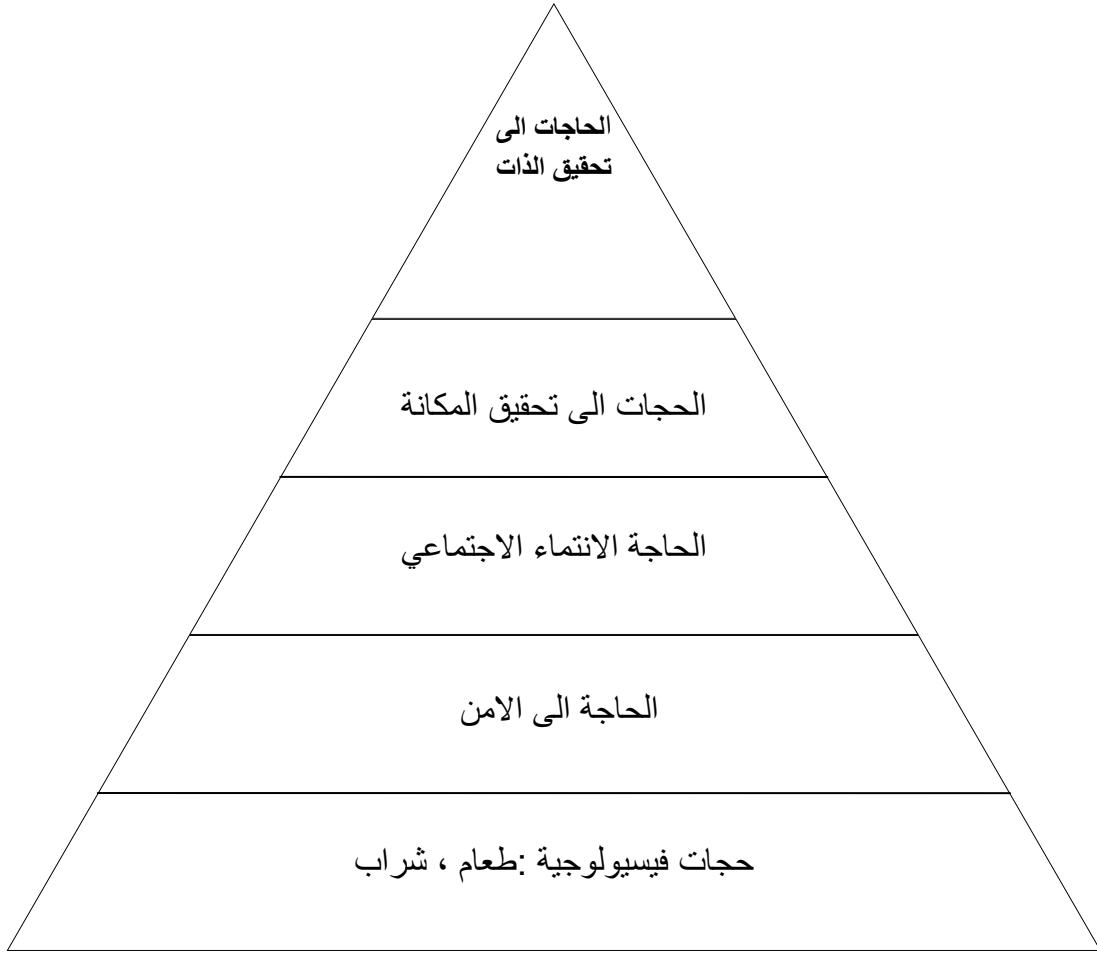 الحاجات الى
تحقيق الذات
الحجات الى تحقيق المكانة
الحاجة الانتماء الاجتماعي
الحاجة الى الامن
حجات فيسيولوجية :طعام ، شراب